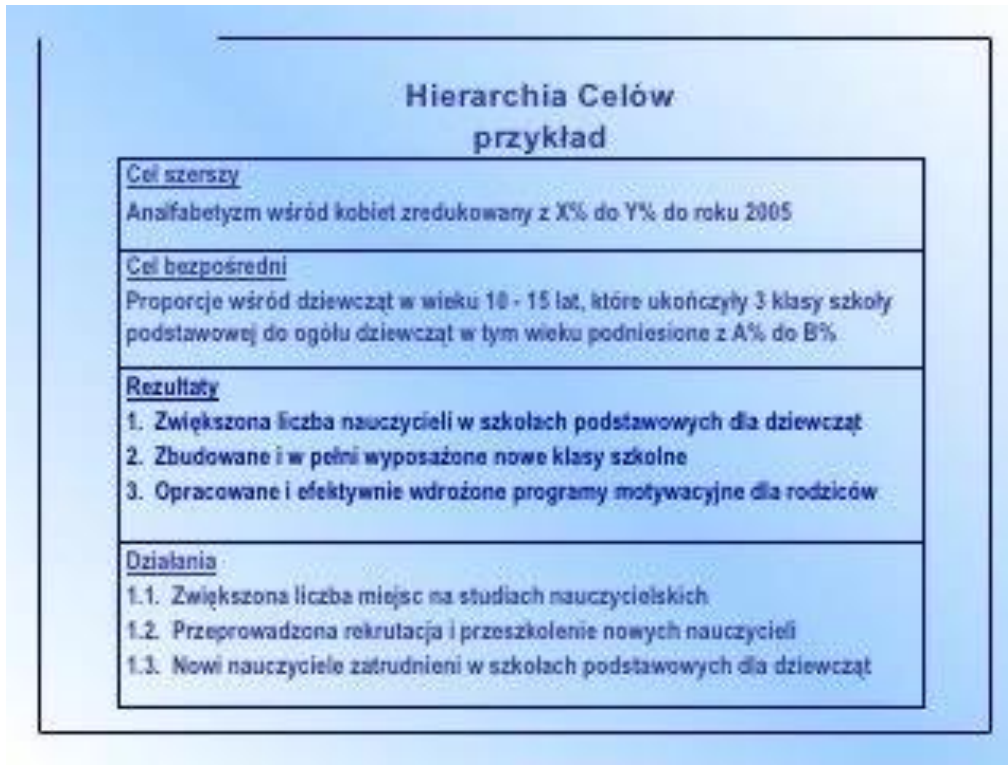 Hierarchia Celów
przykład
Cel szerszy
Analfabetyzm wśród kobiet zredukowany z X% do Y% do roku 2005
Cel bezpośredni
Proporcje wśród dziewcząt w wieku 10 - 15 lat, które ukończyły 3 klasy szkoły
podstawowej do ogółu dziewcząt w tym wieku podniesione z A% do B%
Rezultaty
1. Zwiększona liczba nauczycieli w szkołach podstawowych dla dziewcząt
2. Zbudowane i w pełni wyposażone nowe klasy szkolne
3. Opracowane i efektywnie wdrożone programy motywacyjne dla rodziców
Działania
1.1. Zwiększona liczba miejsc na studiach nauczycielskich
1.2. Przeprowadzona rekrutacja i przeszkolenie nowych nauczycieli
1.3. Nowi nauczyciele zatrudnieni w szkołach podstawowych dla dziewcząt